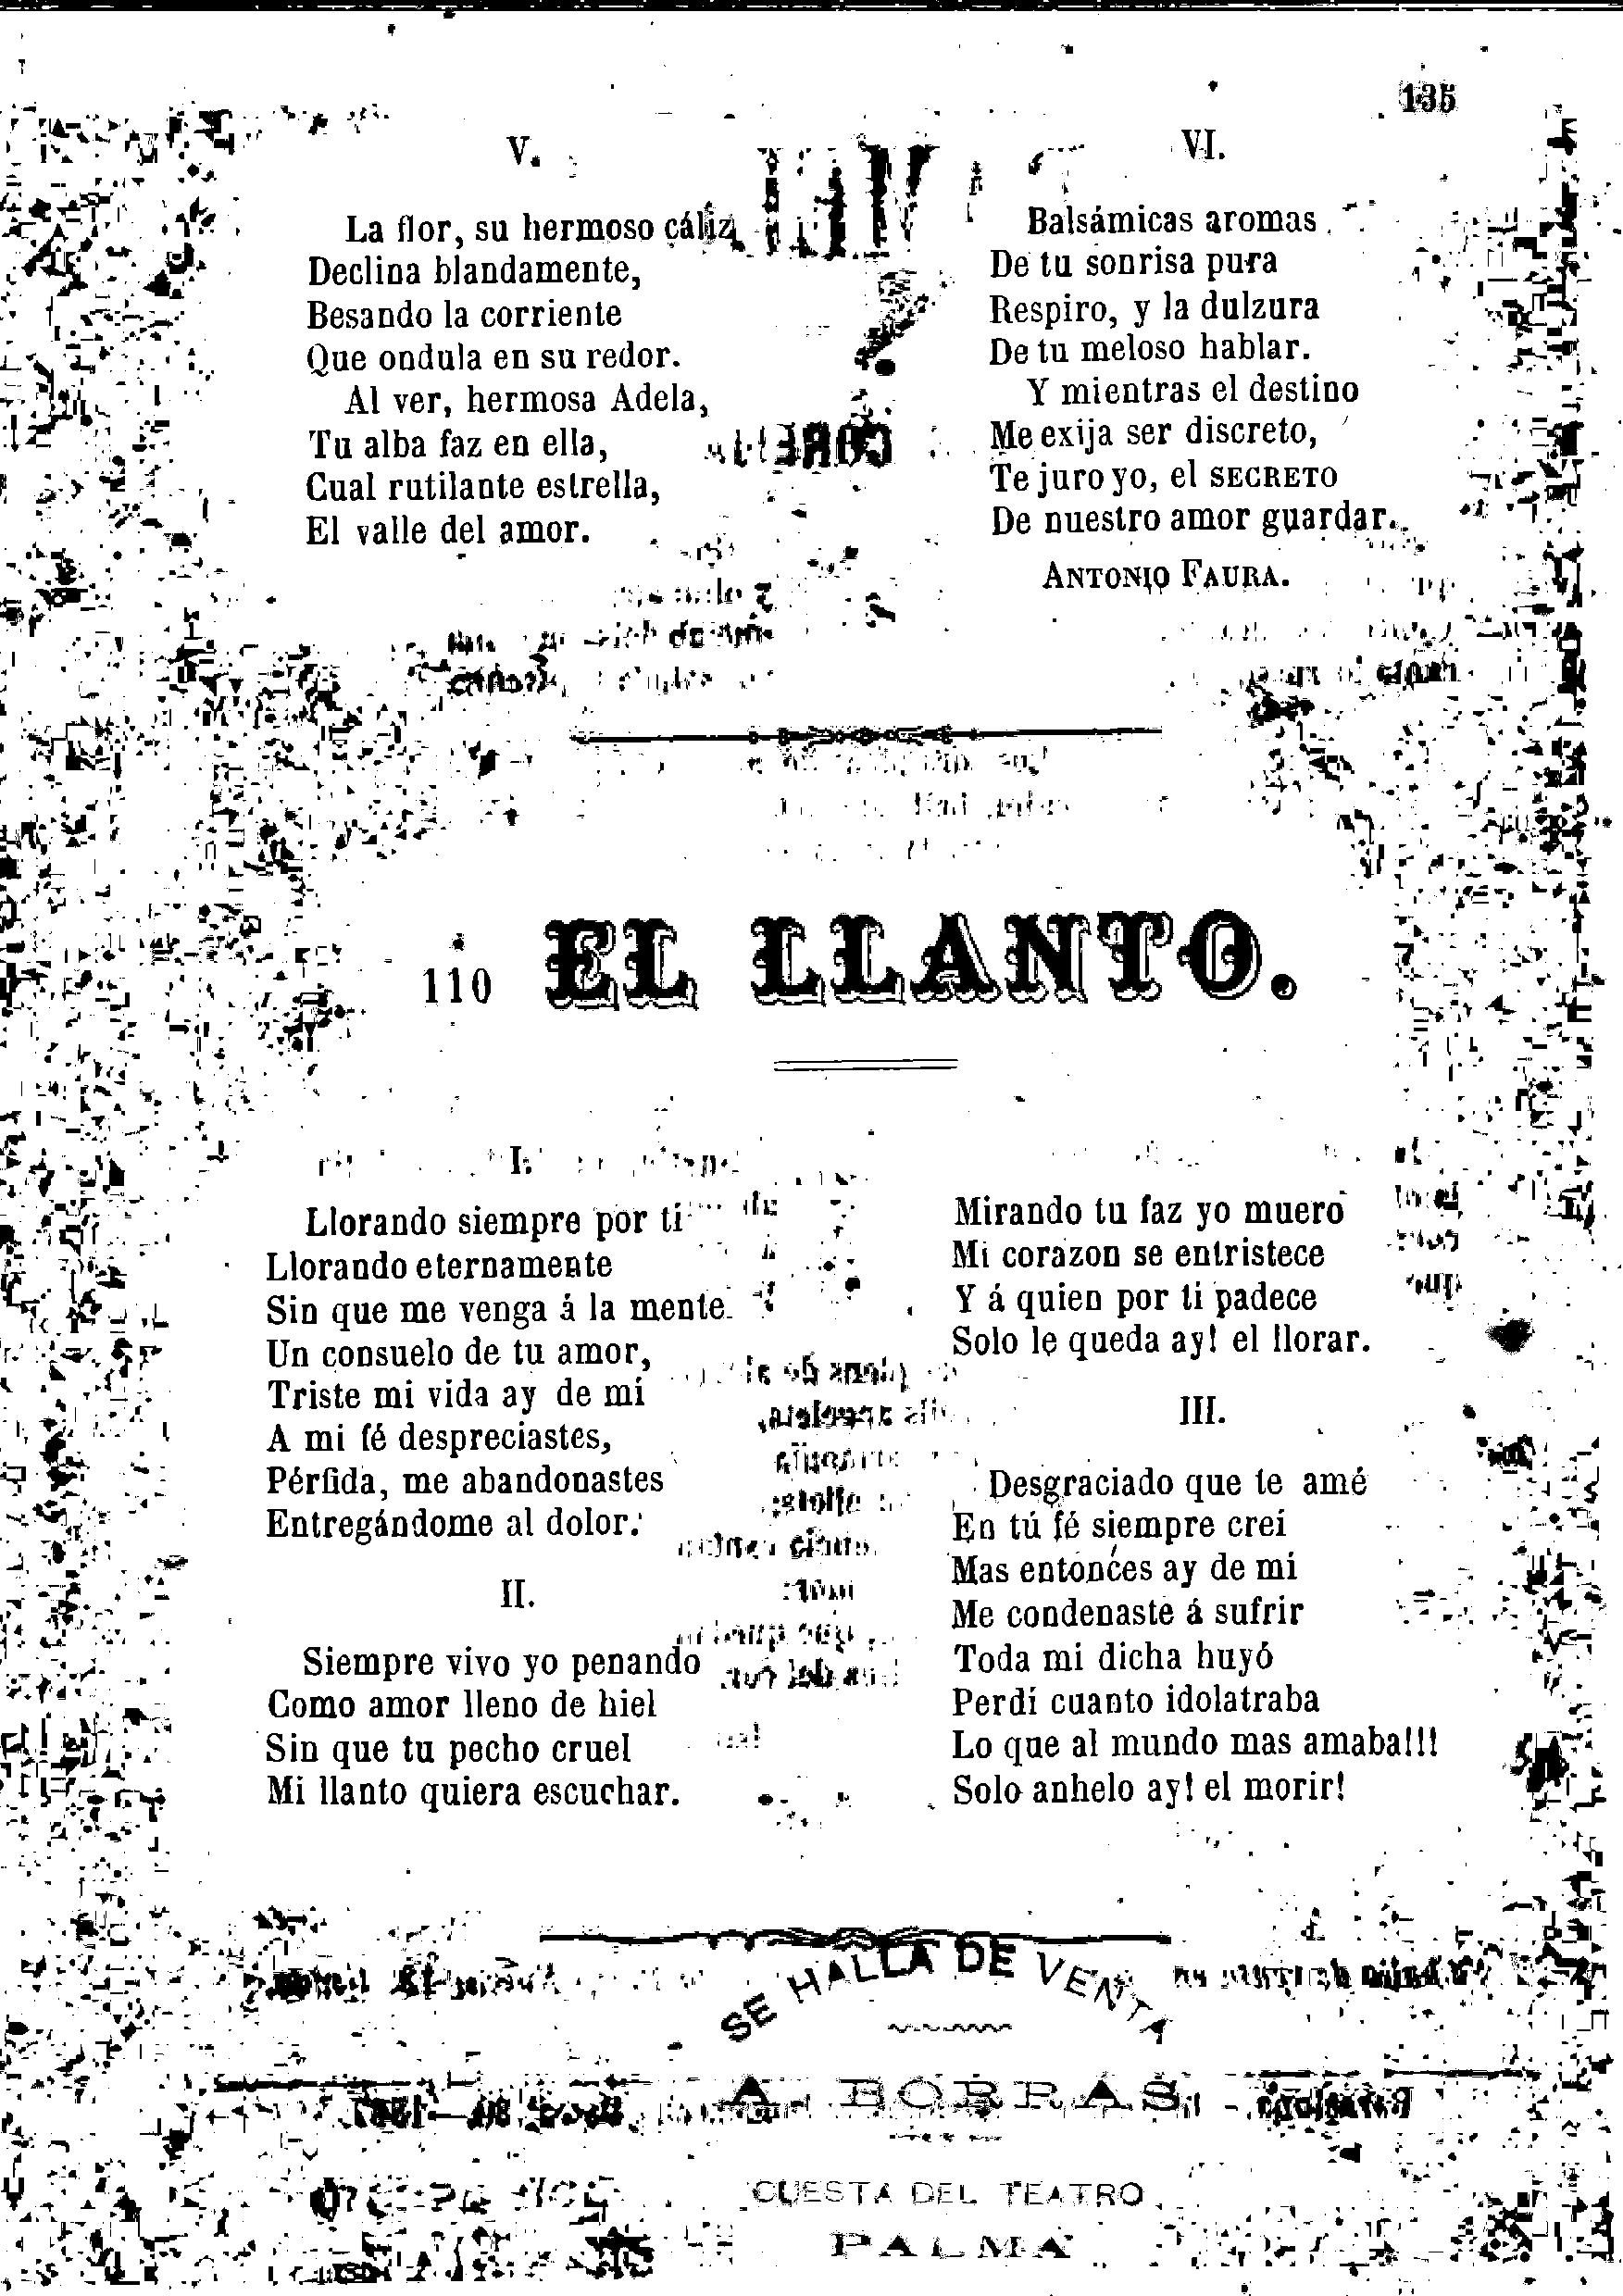 135
V.
La flor, su hermoso cáliz
Declina blandamente,
Besando la corriente
Que ondula en su redor.
Al ver, hermosa Adela,
Tu alba faz en ella,
Cual rutilante estrella,
El valle del amor.
VI.
Balsámicas aromas
De tu sonrisa pura
Respiro, y la dulzura
De tu meloso hablar.
Y mientras el destino
Me exija ser discreto,
Te juro yo, el SECRETO
De nuestro amor guardar.
ANTONIO FAURA.
110 EL LLANTO.
I.
Llorando siempre por ti
Llorando eternamente
Sin que me venga á la mente
Un consuelo de tu amor,
Triste mi vida ay de mi
A mi fé despreciastes,
Pérfida, me abandonastes
Entregándome al dolor.
II.
Siempre vivo yo penando
Como amor lleno de hiel
Sin que tu pecho cruel
Mi llanto quiera escuchar.
Mirando tu faz yo muero
Mi corazon se entristece
Y á quien por ti padece
Solo le queda ay! el llorar.
III.
Desgraciado que te amé
En tú fé siempre crei
Mas entonces ay de mi
Me condenaste á sufrir
Toda mi dicha huyó
Perdí cuanto idolatraba
Lo que al mundo mas amaba!!!
Solo anhelo ay! el morir!
SE HALLA DE VENTA
A. BORRAS
CUESTA DEL TEATRO
PALMA